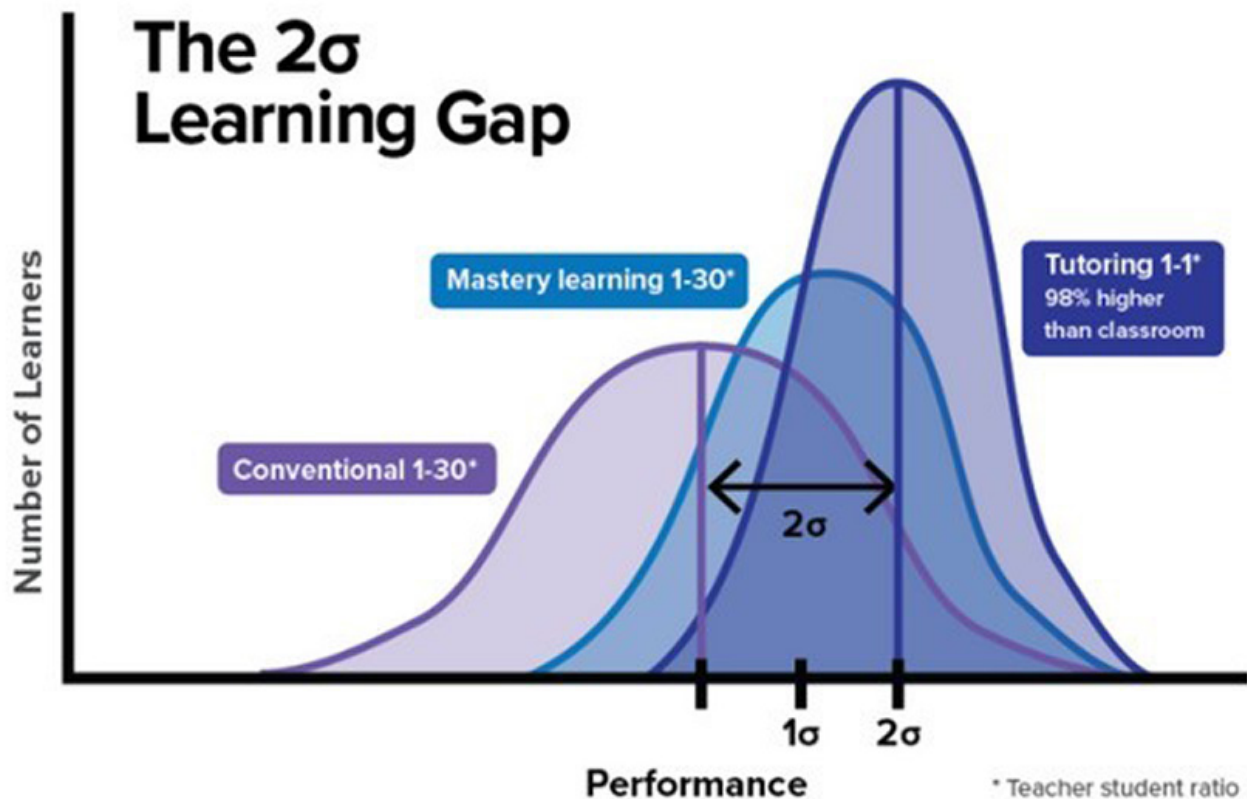 The 2σ
Learning Gap
Number of Learners
Mastery learning 1-30*
Tutoring 1-1*
98% higher
than classroom
Conventional 1-30*
2σ
1σ 2σ
Performance
* Teacher student ratio